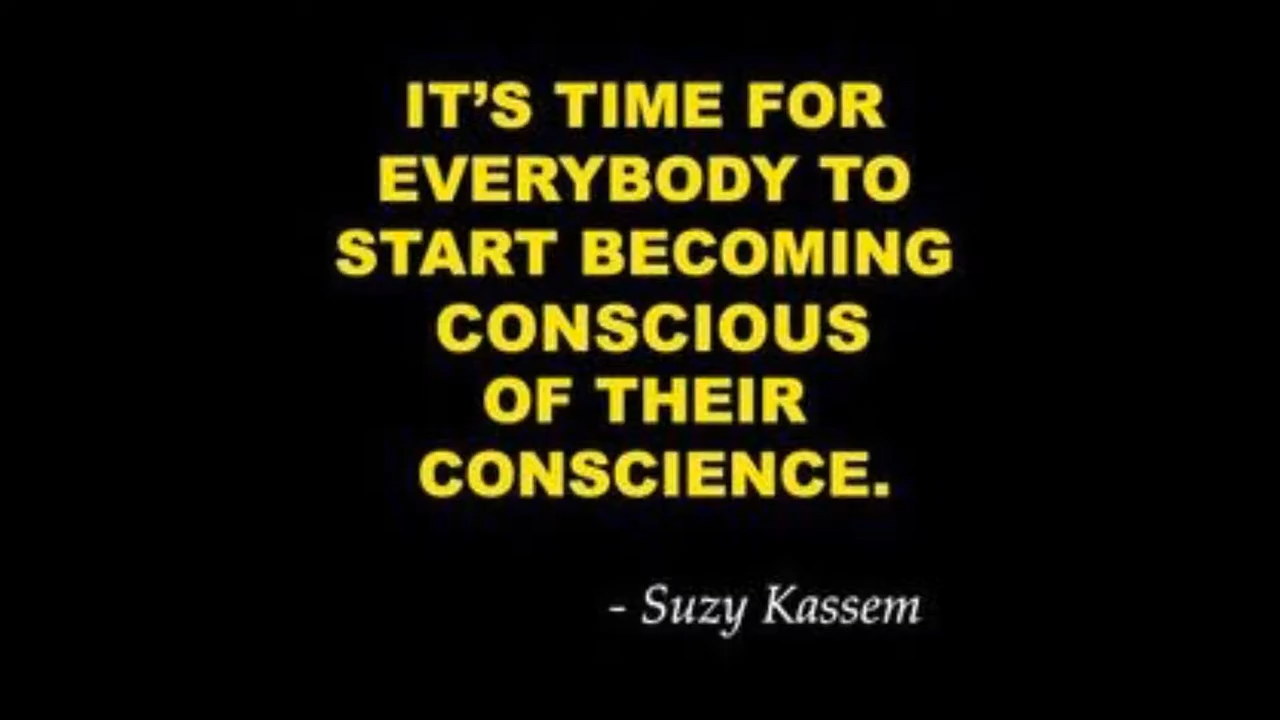 IT’S TIME FOR
EVERYBODY TO
START BECOMING
CONSCIOUS
OF THEIR
CONSCIENCE.
- Suzy Kassem